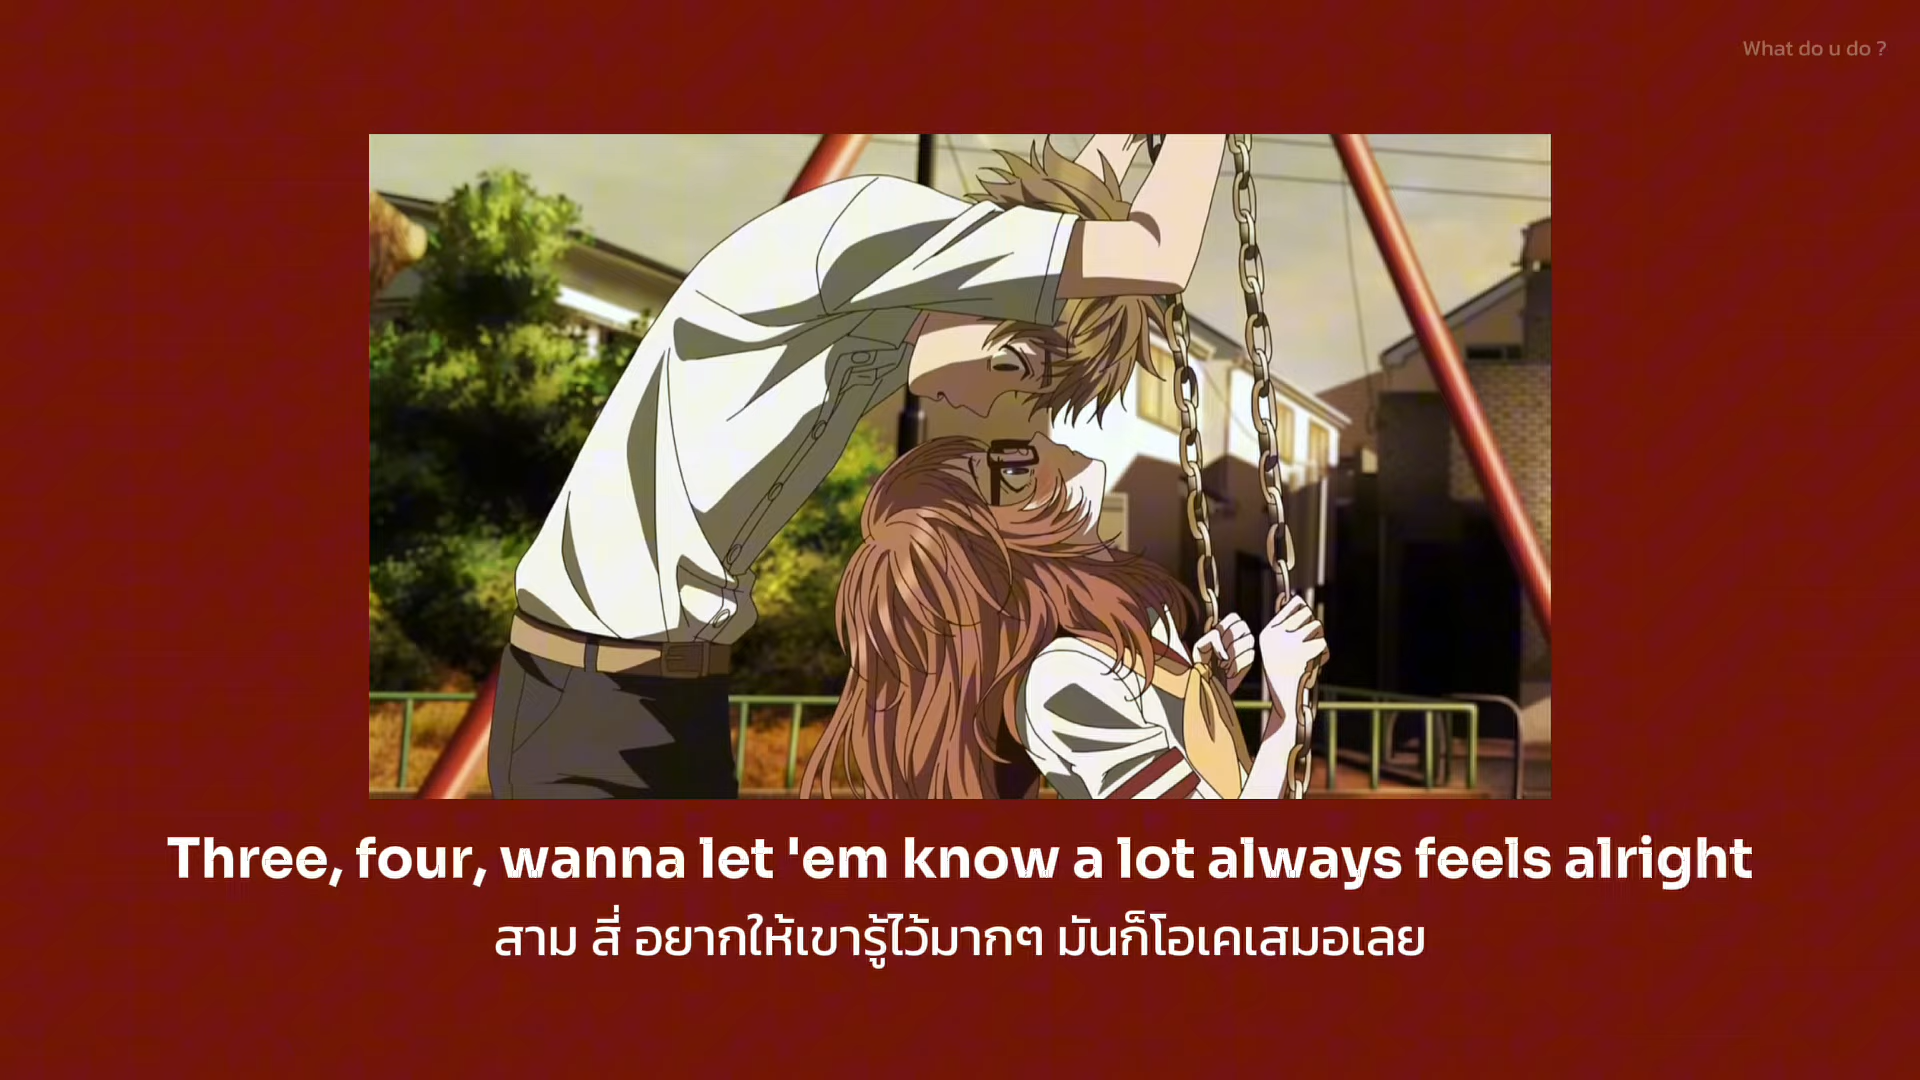 What do u do ?
Three, four, wanna let 'em know a lot always feels alright
สาม สี่ อยากให้เขารู้ไว้มากๆ มันก็โอเคเสมอเลย